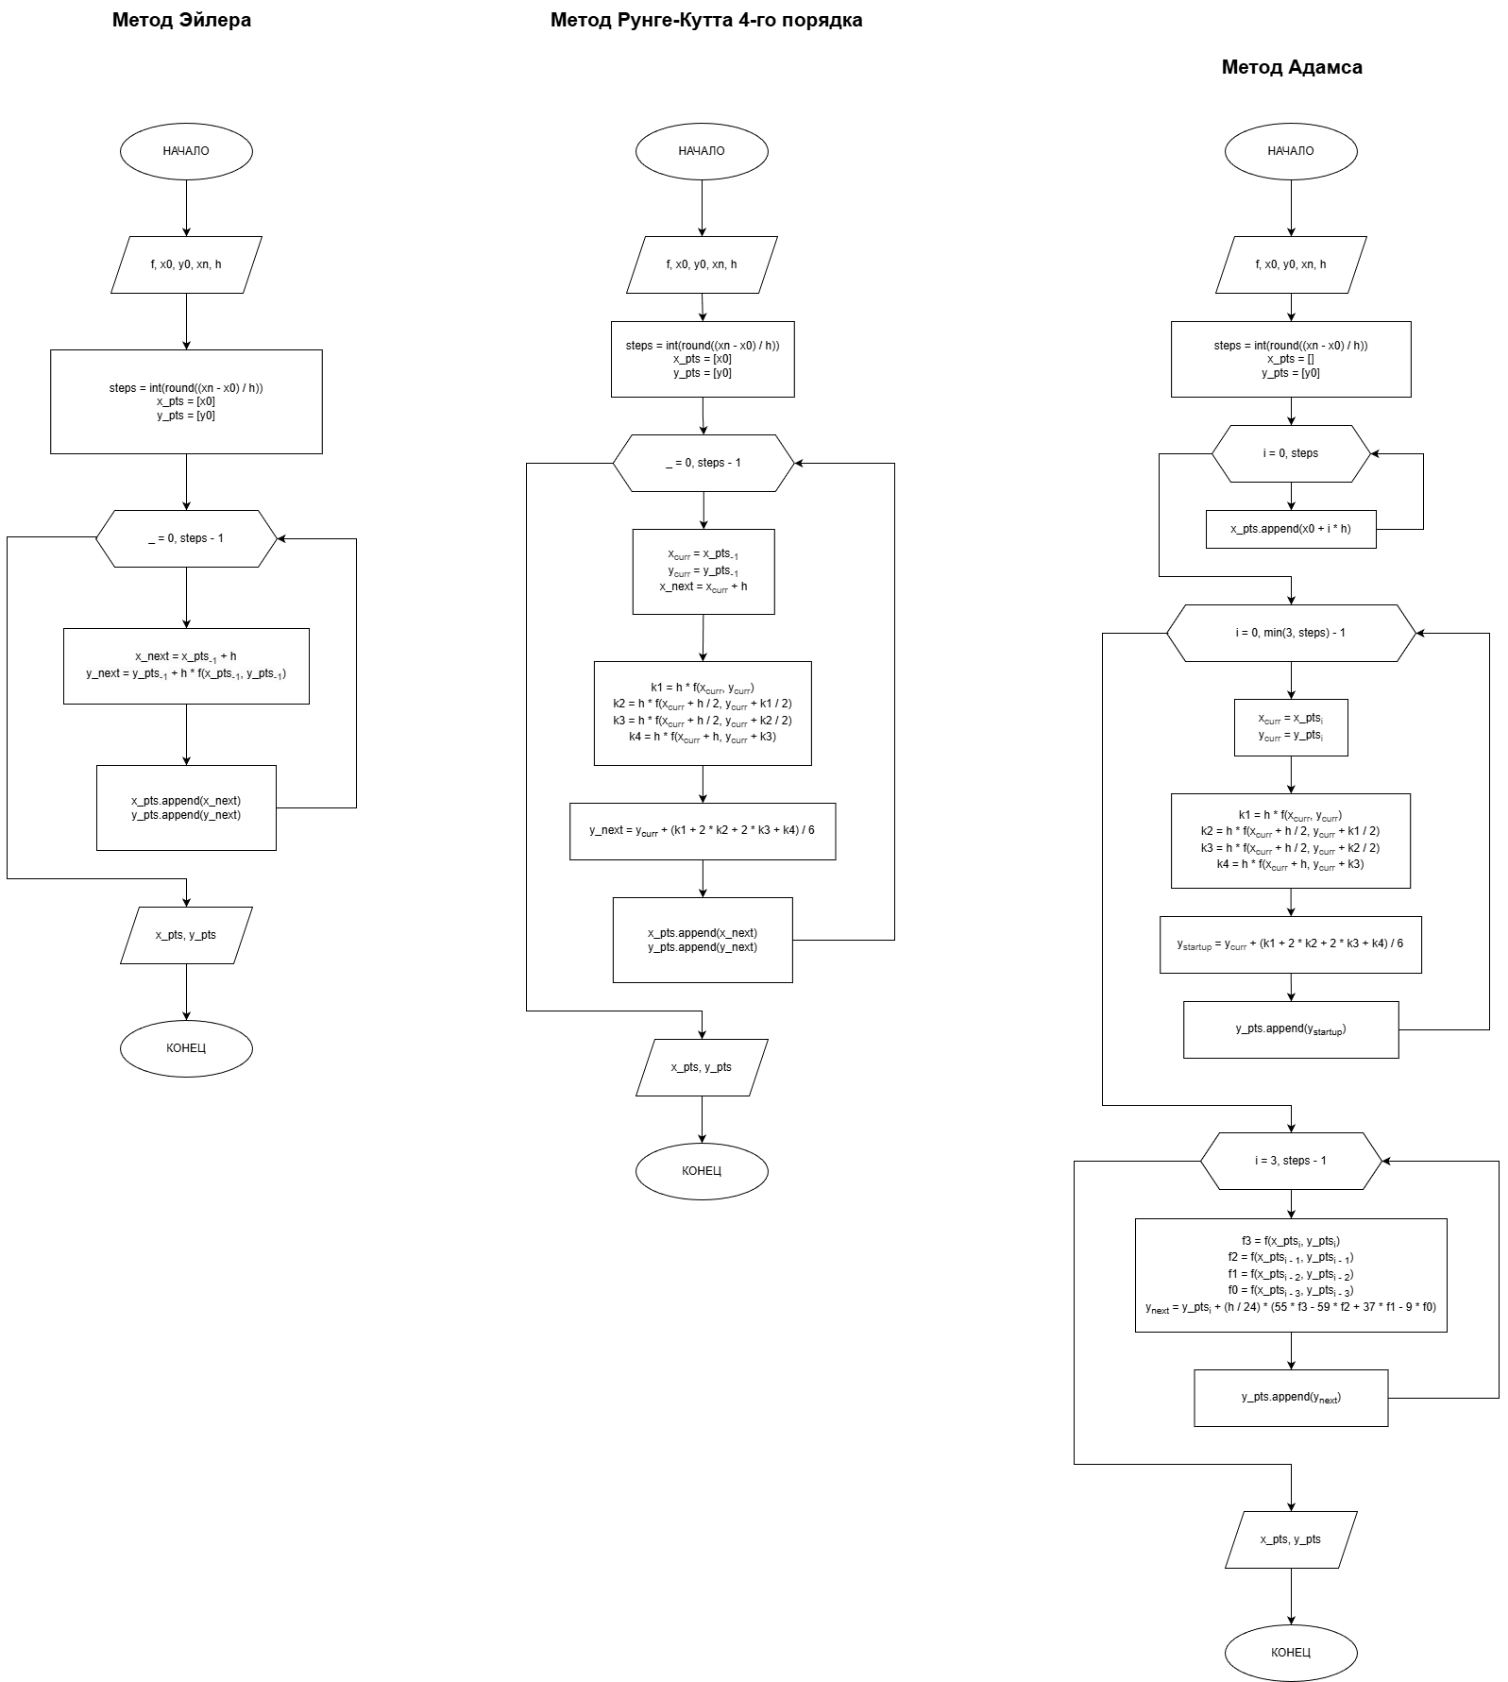 Метод Эйлера
НАЧАЛО
f, x0, y0, xn, h
steps = int(round((xn - x0) / h))
x_pts = [x0]
y_pts = [y0]
_ = 0, steps - 1
x_next = x_pts-1 + h
y_next = y_pts-1 + h * f(x_pts-1, y_pts-1)
x_pts.append(x_next)
y_pts.append(y_next)
x_pts, y_pts
КОНЕЦ
Метод Рунге-Кутта 4-го порядка
НАЧАЛО
f, x0, y0, xn, h
steps = int(round((xn - x0) / h))
x_pts = [x0]
y_pts = [y0]
_ = 0, steps - 1
xcurr = x_pts-1
ycurr = y_pts-1
x_next = xcurr + h
k1 = h * f(xcurr, ycurr)
k2 = h * f(xcurr + h / 2, ycurr + k1 / 2)
k3 = h * f(xcurr + h / 2, ycurr + k2 / 2)
k4 = h * f(xcurr + h, ycurr + k3)
y_next = ycurr + (k1 + 2 * k2 + 2 * k3 + k4) / 6
x_pts.append(x_next)
y_pts.append(y_next)
x_pts, y_pts
КОНЕЦ
Метод Адамса
НАЧАЛО
f, x0, y0, xn, h
steps = int(round((xn - x0) / h))
x_pts = []
y_pts = [y0]
i = 0, steps
x_pts.append(x0 + i * h)
i = 0, min(3, steps) - 1
xcurr = x_ptsi
ycurr = y_ptsi
k1 = h * f(xcurr, ycurr)
k2 = h * f(xcurr + h / 2, ycurr + k1 / 2)
k3 = h * f(xcurr + h / 2, ycurr + k2 / 2)
k4 = h * f(xcurr + h, ycurr + k3)
ystartup = ycurr + (k1 + 2 * k2 + 2 * k3 + k4) / 6
y_pts.append(ystartup)
i = 3, steps - 1
f3 = f(x_ptsi, y_ptsi)
f2 = f(x_ptsi - 1, y_ptsi - 1)
f1 = f(x_ptsi - 2, y_ptsi - 2)
f0 = f(x_ptsi - 3, y_ptsi - 3)
ynext = y_ptsi + (h / 24) * (55 * f3 - 59 * f2 + 37 * f1 - 9 * f0)
y_pts.append(ynext)
x_pts, y_pts
КОНЕЦ